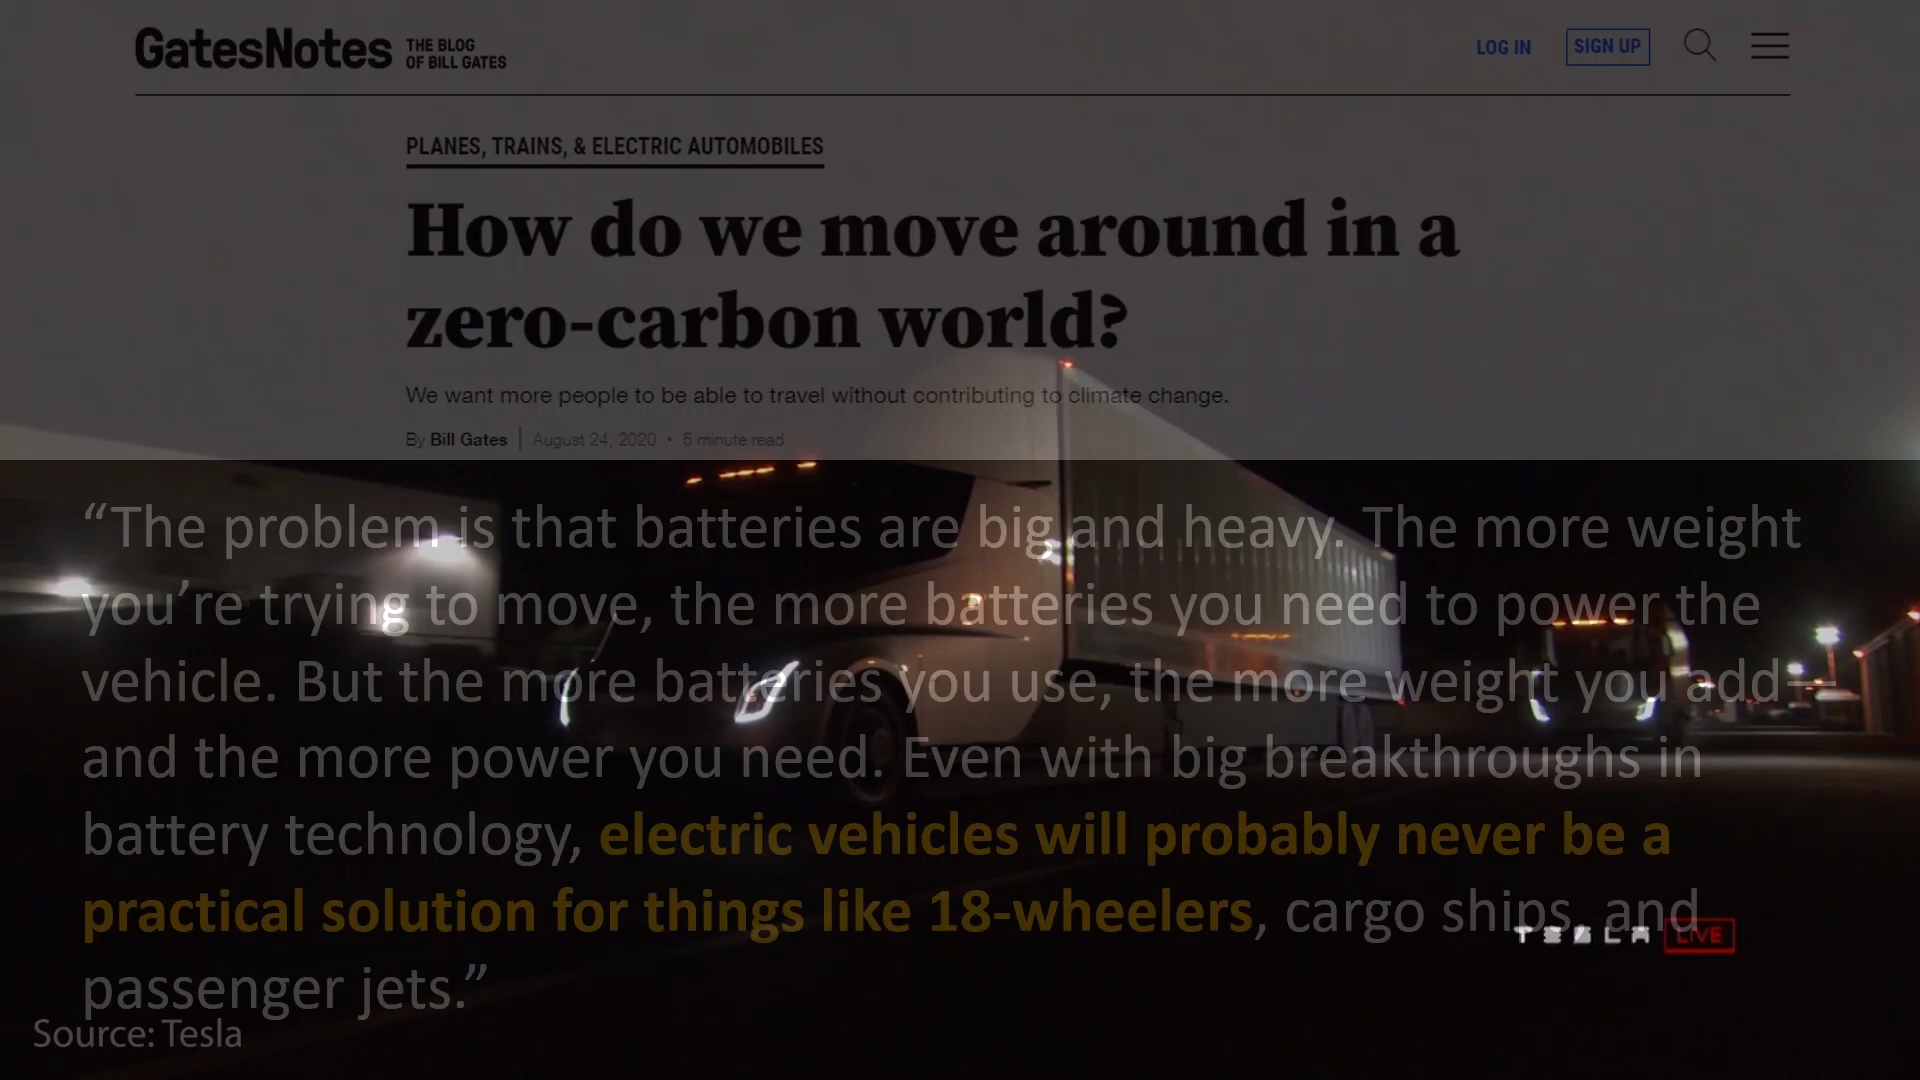 GatesNotes THE BLOG
OF BILL GATES
LOG IN
SIGN UP
PLANES, TRAINS, & ELECTRIC AUTOMOBILES
How do we move around in a
zero-carbon world?
We want more people to be able to travel without contributing to climate change.
By Bill Gates | August 24, 2020 • 5 minute read
“The problem is that batteries are big and heavy. The more weight
you’re trying to move, the more batteries you need to power the
vehicle. But the more batteries you use, the more weight you add—
and the more power you need. Even with big breakthroughs in
battery technology, electric vehicles will probably never be a
practical solution for things like 18-wheelers, cargo ships, and
passenger jets.”
TESLA LIVE
Source: Tesla